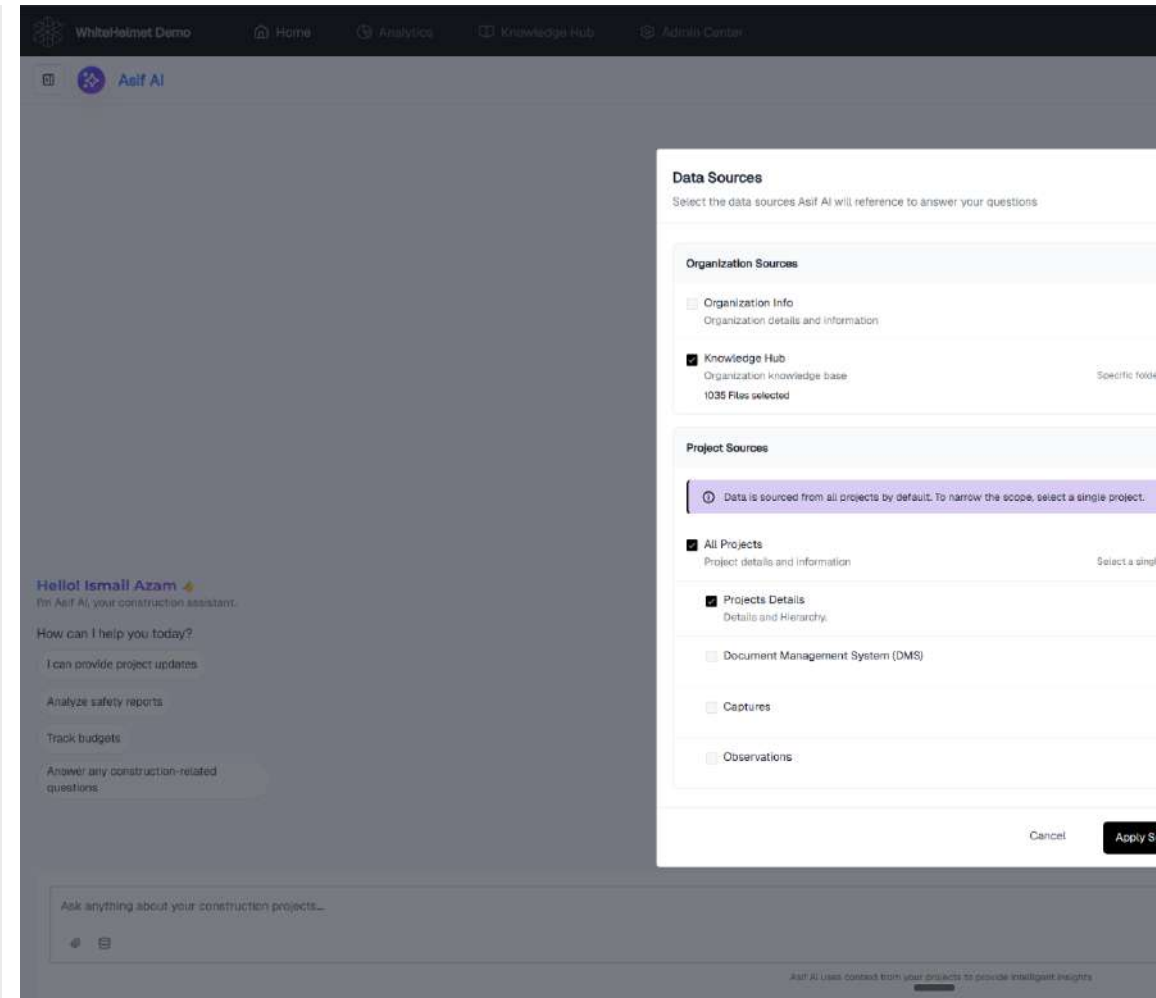 WhiteHelmet Demo
Home
Analytics
Knowledge Hub
Admin Center
Asif AI
Data Sources
Select the data sources Asif AI will reference to answer your questions
Organization Sources
Organization Info
Organization details and information
Knowledge Hub
Organization knowledge base
Specific folde
1035 Files selected
Project Sources
Data is sourced from all projects by default. To narrow the scope, select a single project.
All Projects
Project details and information
Select a singl
Projects Details
Details and Hierarchy.
Document Management System (DMS)
Captures
Observations
Cancel
Apply S
Hello! Ismail Azam
I'm Asif AI, your construction assistant.
How can I help you today?
I can provide project updates
Analyze safety reports
Track budgets
Answer any construction-related
questions
Ask anything about your construction projects...
Asif AI uses context from your projects to provide intelligent insights